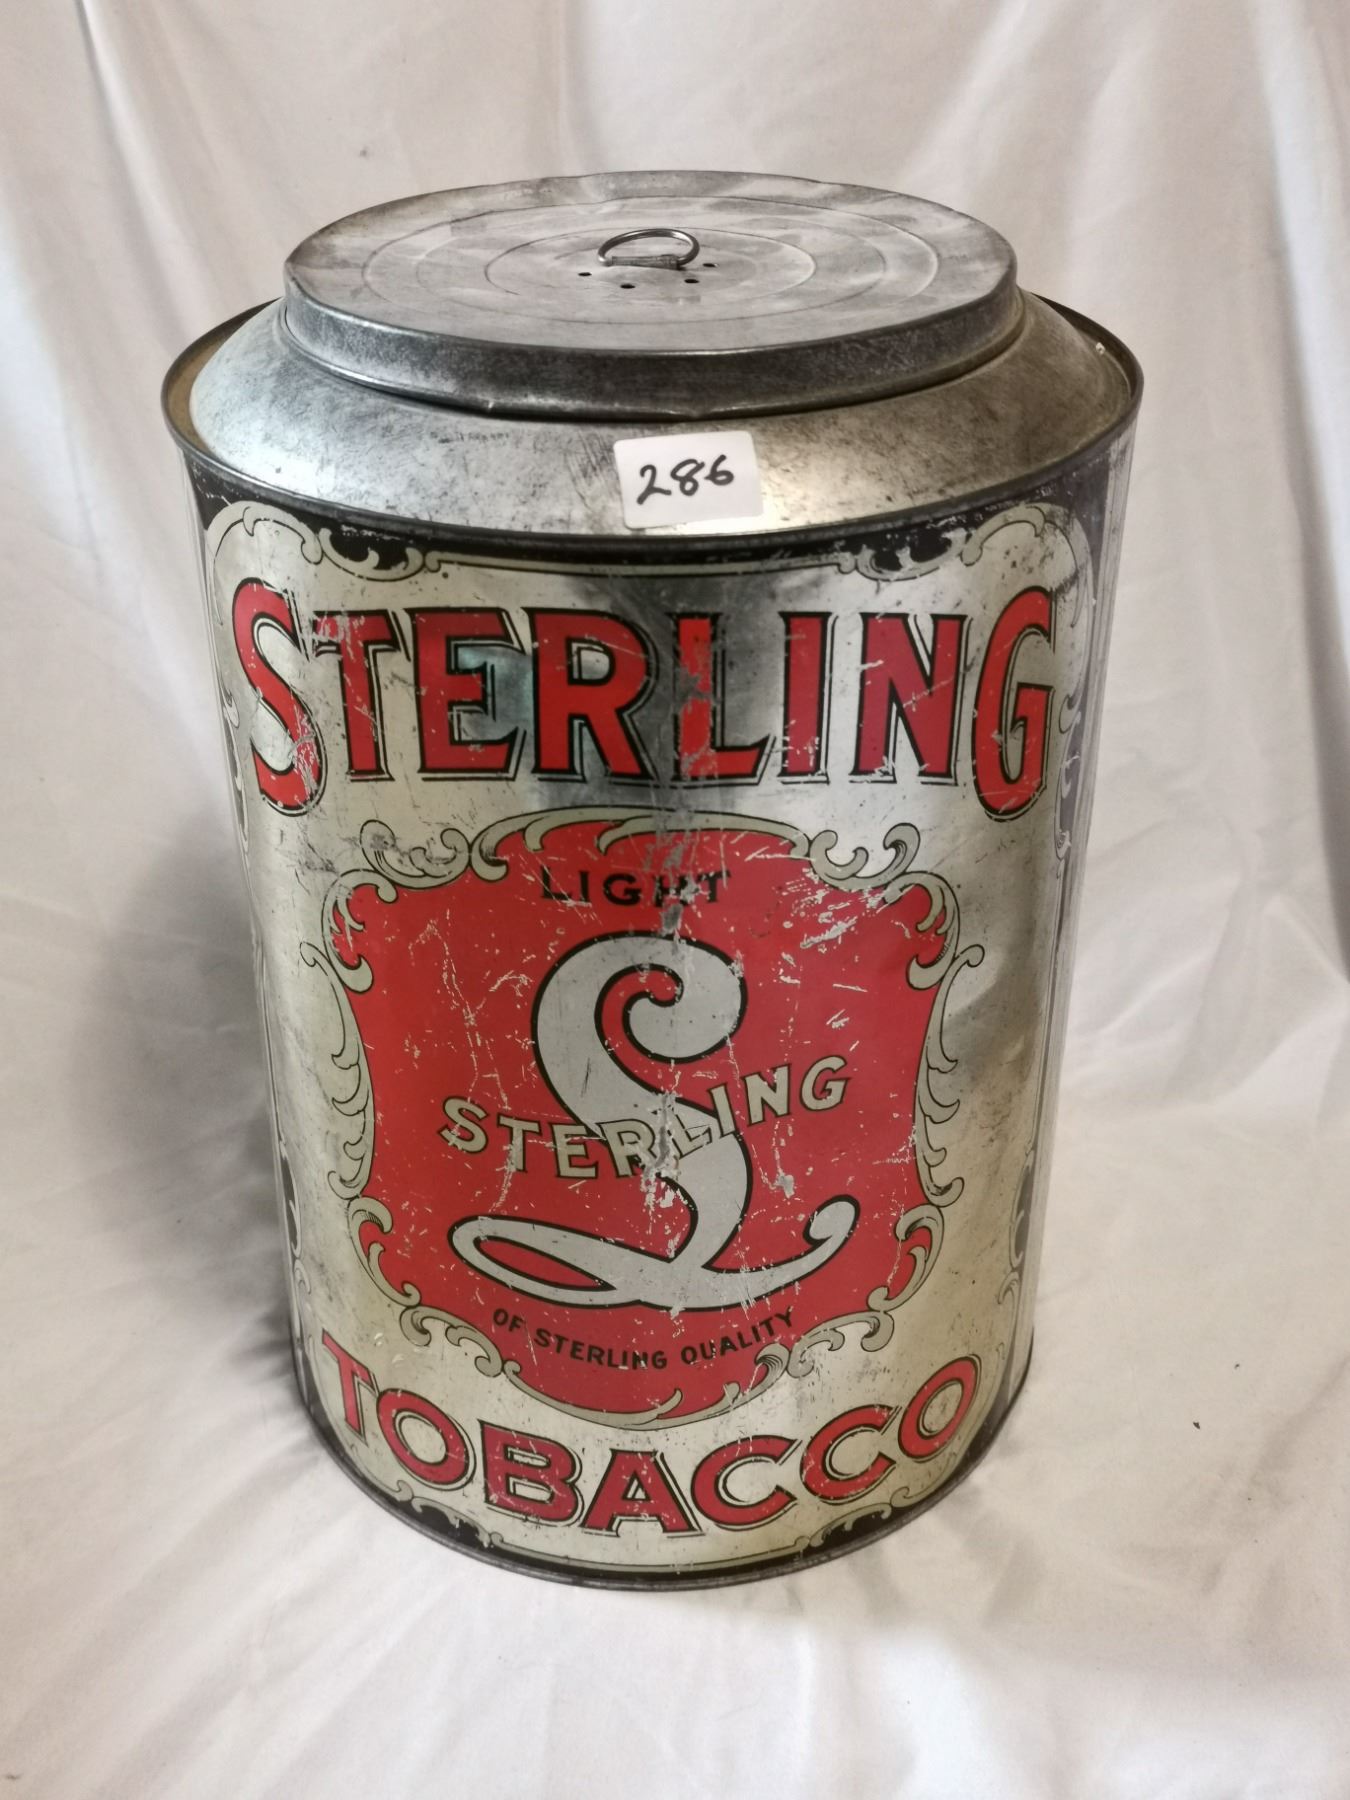 286
STERLING
LIGHT
S
STERLING
OF STERLING QUALITY
TOBACCO